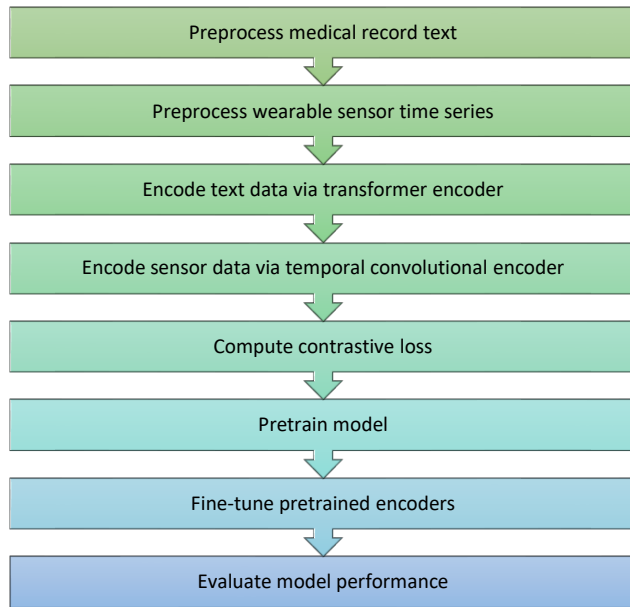 Preprocess medical record text
Preprocess wearable sensor time series
Encode text data via transformer encoder
Encode sensor data via temporal convolutional encoder
Compute contrastive loss
Pretrain model
Fine-tune pretrained encoders
Evaluate model performance